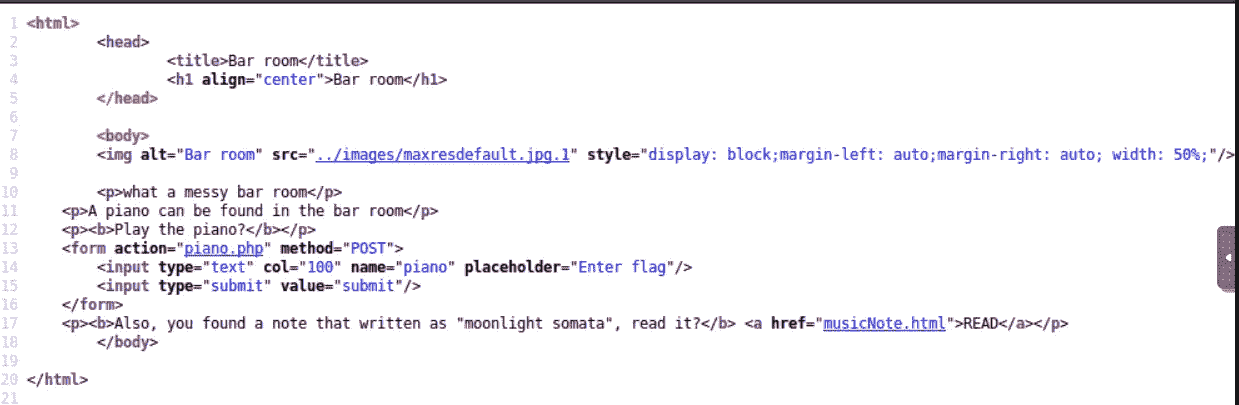 1 <html>
2 <head>
3 <title>Bar room</title>
4 <h1 align="center">Bar room</h1>
5 </head>
6
7 <body>
8 <img alt="Bar room" src="../images/maxresdefault.jpg.1" style="display: block;margin-left: auto;margin-right: auto; width: 50%;"/>
9
10 <p>what a messy bar room</p>
11 <p>A piano can be found in the bar room</p>
12 <p><b>Play the piano?</b></p>
13 <form action="piano.php" method="POST">
14 <input type="text" col="100" name="piano" placeholder="Enter flag"/>
15 <input type="submit" value="submit"/>
16 </form>
17 <p><b>Also, you found a note that written as "moonlight somata", read it?</b> <a href="musicNote.html">READ</a></p>
18 </body>
19
20 </html>
21